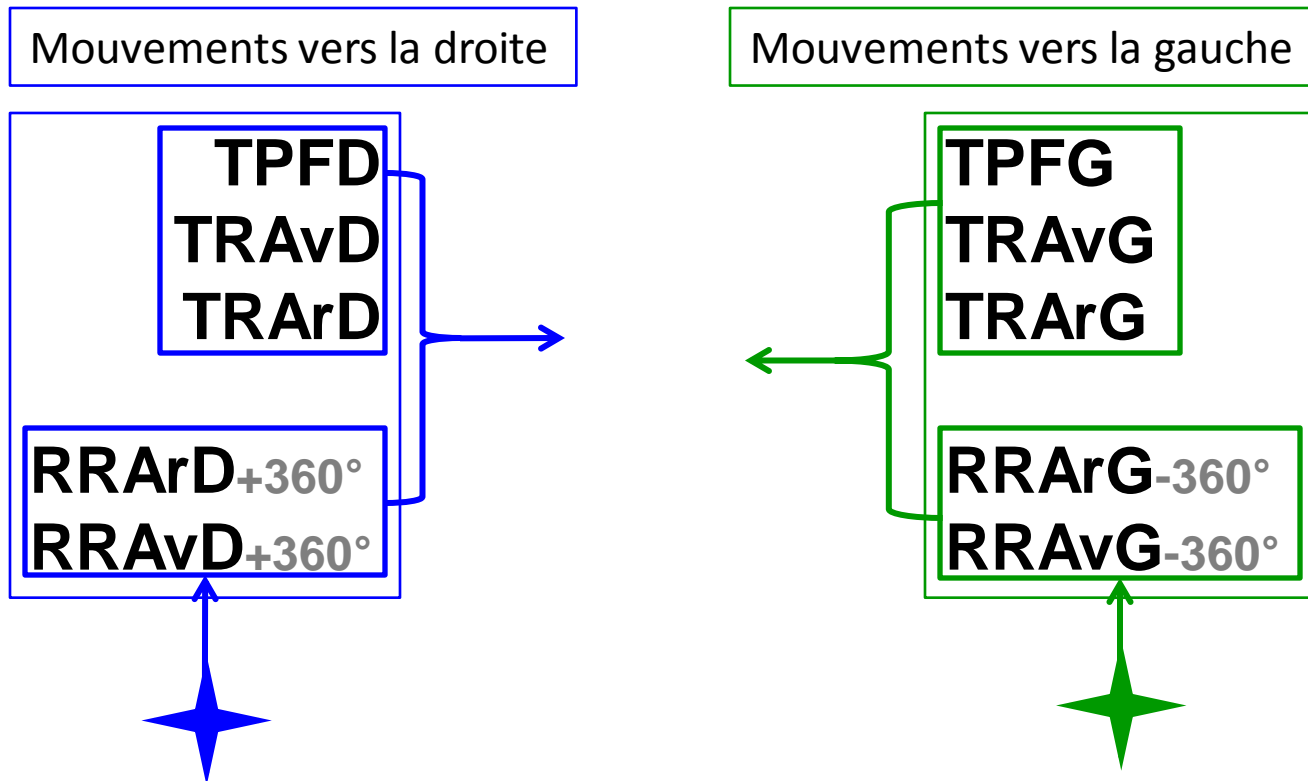 Mouvements vers la droite
TPFD
TRAvD
TRArD
RRArD+360°
RRAvD+360°
Mouvements vers la gauche
TPFG
TRAvG
TRArG
RRArG-360°
RRAvG-360°